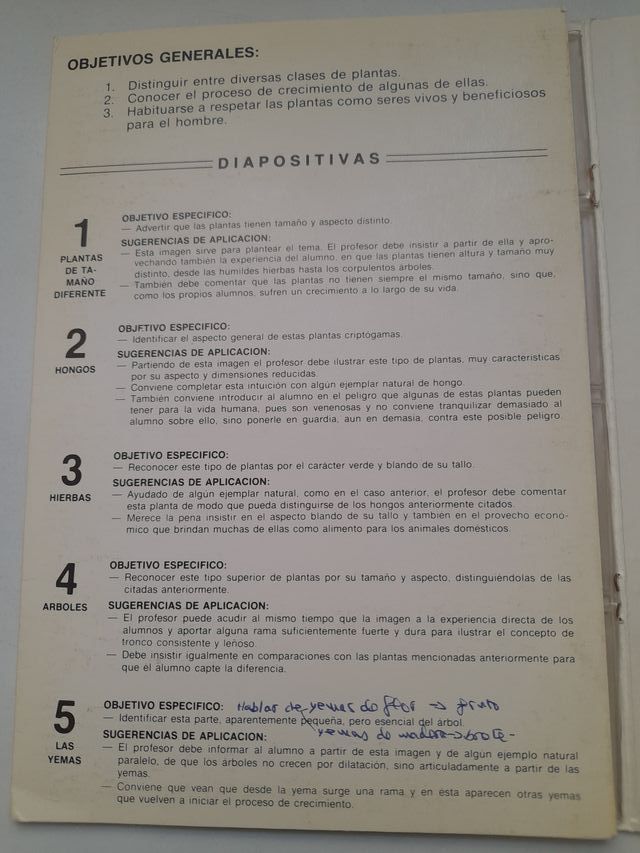 OBJETIVOS GENERALES:
1. Distinguir entre diversas clases de plantas.
2. Conocer el proceso de crecimiento de algunas de ellas.
3. Habituarse a respetar las plantas como seres vivos y beneficiosos
para el hombre.
DIAPOSITIVAS
1
PLANTAS
DE TA-
MAÑO
DIFERENTE
OBJETIVO ESPECIFICO:
— Advertir que las plantas tienen tamaño y aspecto distinto.
SUGERENCIAS DE APLICACION:
— Esta imagen sirve para plantear el tema. El profesor debe insistir a partir de ella y apro-
vechando también la experiencia del alumno, en que las plantas tienen altura y tamaño muy
distinto, desde las humildes hierbas hasta los corpulentos árboles.
— También debe comentar que las plantas no tienen siempre el mismo tamaño, sino que,
como los propios alumnos, sufren un crecimiento a lo largo de su vida.
2
HONGOS
OBJETIVO ESPECIFICO:
— Identificar el aspecto general de estas plantas criptógamas.
SUGERENCIAS DE APLICACION:
— Partiendo de esta imagen el profesor debe ilustrar este tipo de plantas, muy características
por su aspecto y dimensiones reducidas.
— Conviene completar esta intuición con algún ejemplar natural de hongo.
— También conviene introducir al alumno en el peligro que algunas de estas plantas pueden
tener para la vida humana, pues son venenosas y no conviene tranquilizar demasiado al
alumno sobre ello, sino ponerle en guardia, aun en demasía, contra este posible peligro.
3
HIERBAS
OBJETIVO ESPECIFICO:
— Reconocer este tipo de plantas por el carácter verde y blando de su tallo.
SUGERENCIAS DE APLICACION:
— Ayudado de algún ejemplar natural, como en el caso anterior, el profesor debe comentar
esta planta de modo que pueda distinguirse de los hongos anteriormente citados.
— Merece la pena insistir en el aspecto blando de su tallo y también en el provecho econó-
mico que brindan muchas de ellas como alimento para los animales domésticos.
4
ARBOLES
OBJETIVO ESPECIFICO:
— Reconocer este tipo superior de plantas por su tamaño y aspecto, distinguiéndolas de las
citadas anteriormente.
SUGERENCIAS DE APLICACION:
— El profesor puede acudir al mismo tiempo que la imagen a la experiencia directa de los
alumnos y aportar alguna rama suficientemente fuerte y dura para ilustrar el concepto de
tronco consistente y leñoso.
— Debe insistir igualmente en comparaciones con las plantas mencionadas anteriormente para
que el alumno capte la diferencia.
5
LAS
YEMAS
OBJETIVO ESPECIFICO: Hablar de yemas de flor → fruto
— Identificar esta parte, aparentemente pequeña, pero esencial del árbol.
SUGERENCIAS DE APLICACION: yemas de madera → brote-
— El profesor debe informar al alumno a partir de esta imagen y de algún ejemplo natural
paralelo, de que los árboles no crecen por dilatación, sino articuladamente a partir de las
yemas.
— Conviene que vean que desde la yema surge una rama y en ésta aparecen otras yemas
que vuelven a iniciar el proceso de crecimiento.